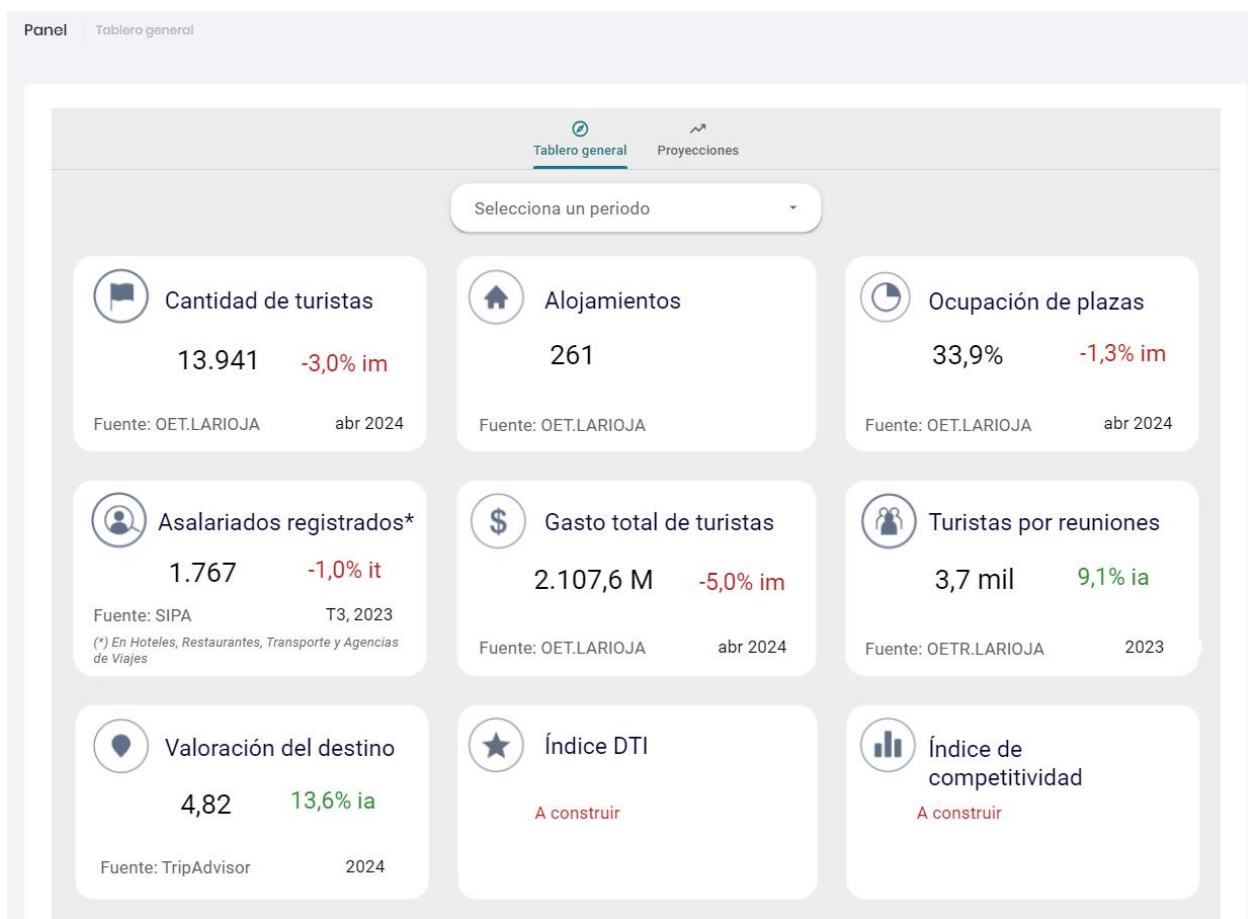 Panel
Tablero general
Tablero general
Proyecciones
Selecciona un periodo
Cantidad de turistas
13.941 -3,0% im
Fuente: OET.LARIOJA abr 2024
Alojamientos
261
Fuente: OET.LARIOJA
Ocupación de plazas
33,9% -1,3% im
Fuente: OET.LARIOJA abr 2024
Asalariados registrados*
1.767 -1,0% it
Fuente: SIPA T3, 2023
(*) En Hoteles, Restaurantes, Transporte y Agencias
de Viajes
$
Gasto total de turistas
2.107,6 M -5,0% im
Fuente: OET.LARIOJA abr 2024
Turistas por reuniones
3,7 mil 9,1% ia
Fuente: OETR.LARIOJA 2023
Valoración del destino
4,82 13,6% ia
Fuente: TripAdvisor 2024
Índice DTI
A construir
Índice de
competitividad
A construir